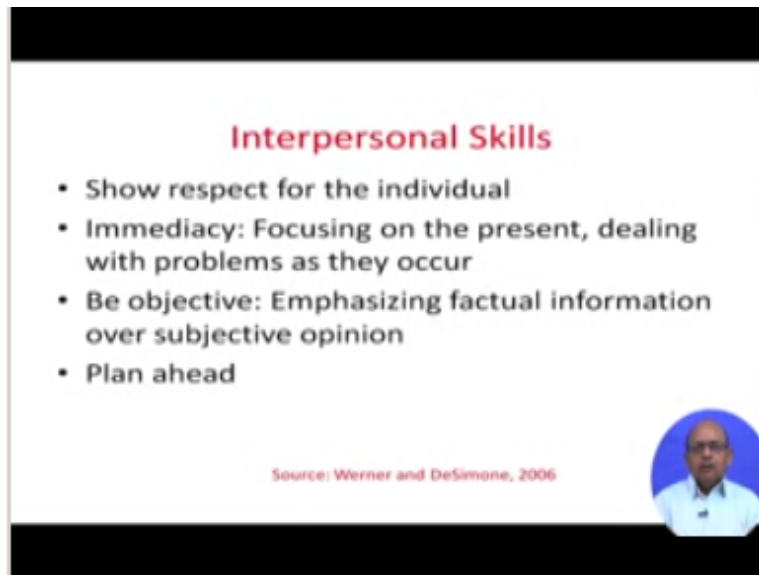 Interpersonal Skills
• Show respect for the individual
• Immediacy: Focusing on the present, dealing
with problems as they occur
• Be objective: Emphasizing factual information
over subjective opinion
• Plan ahead
Source: Werner and DeSimone, 2006